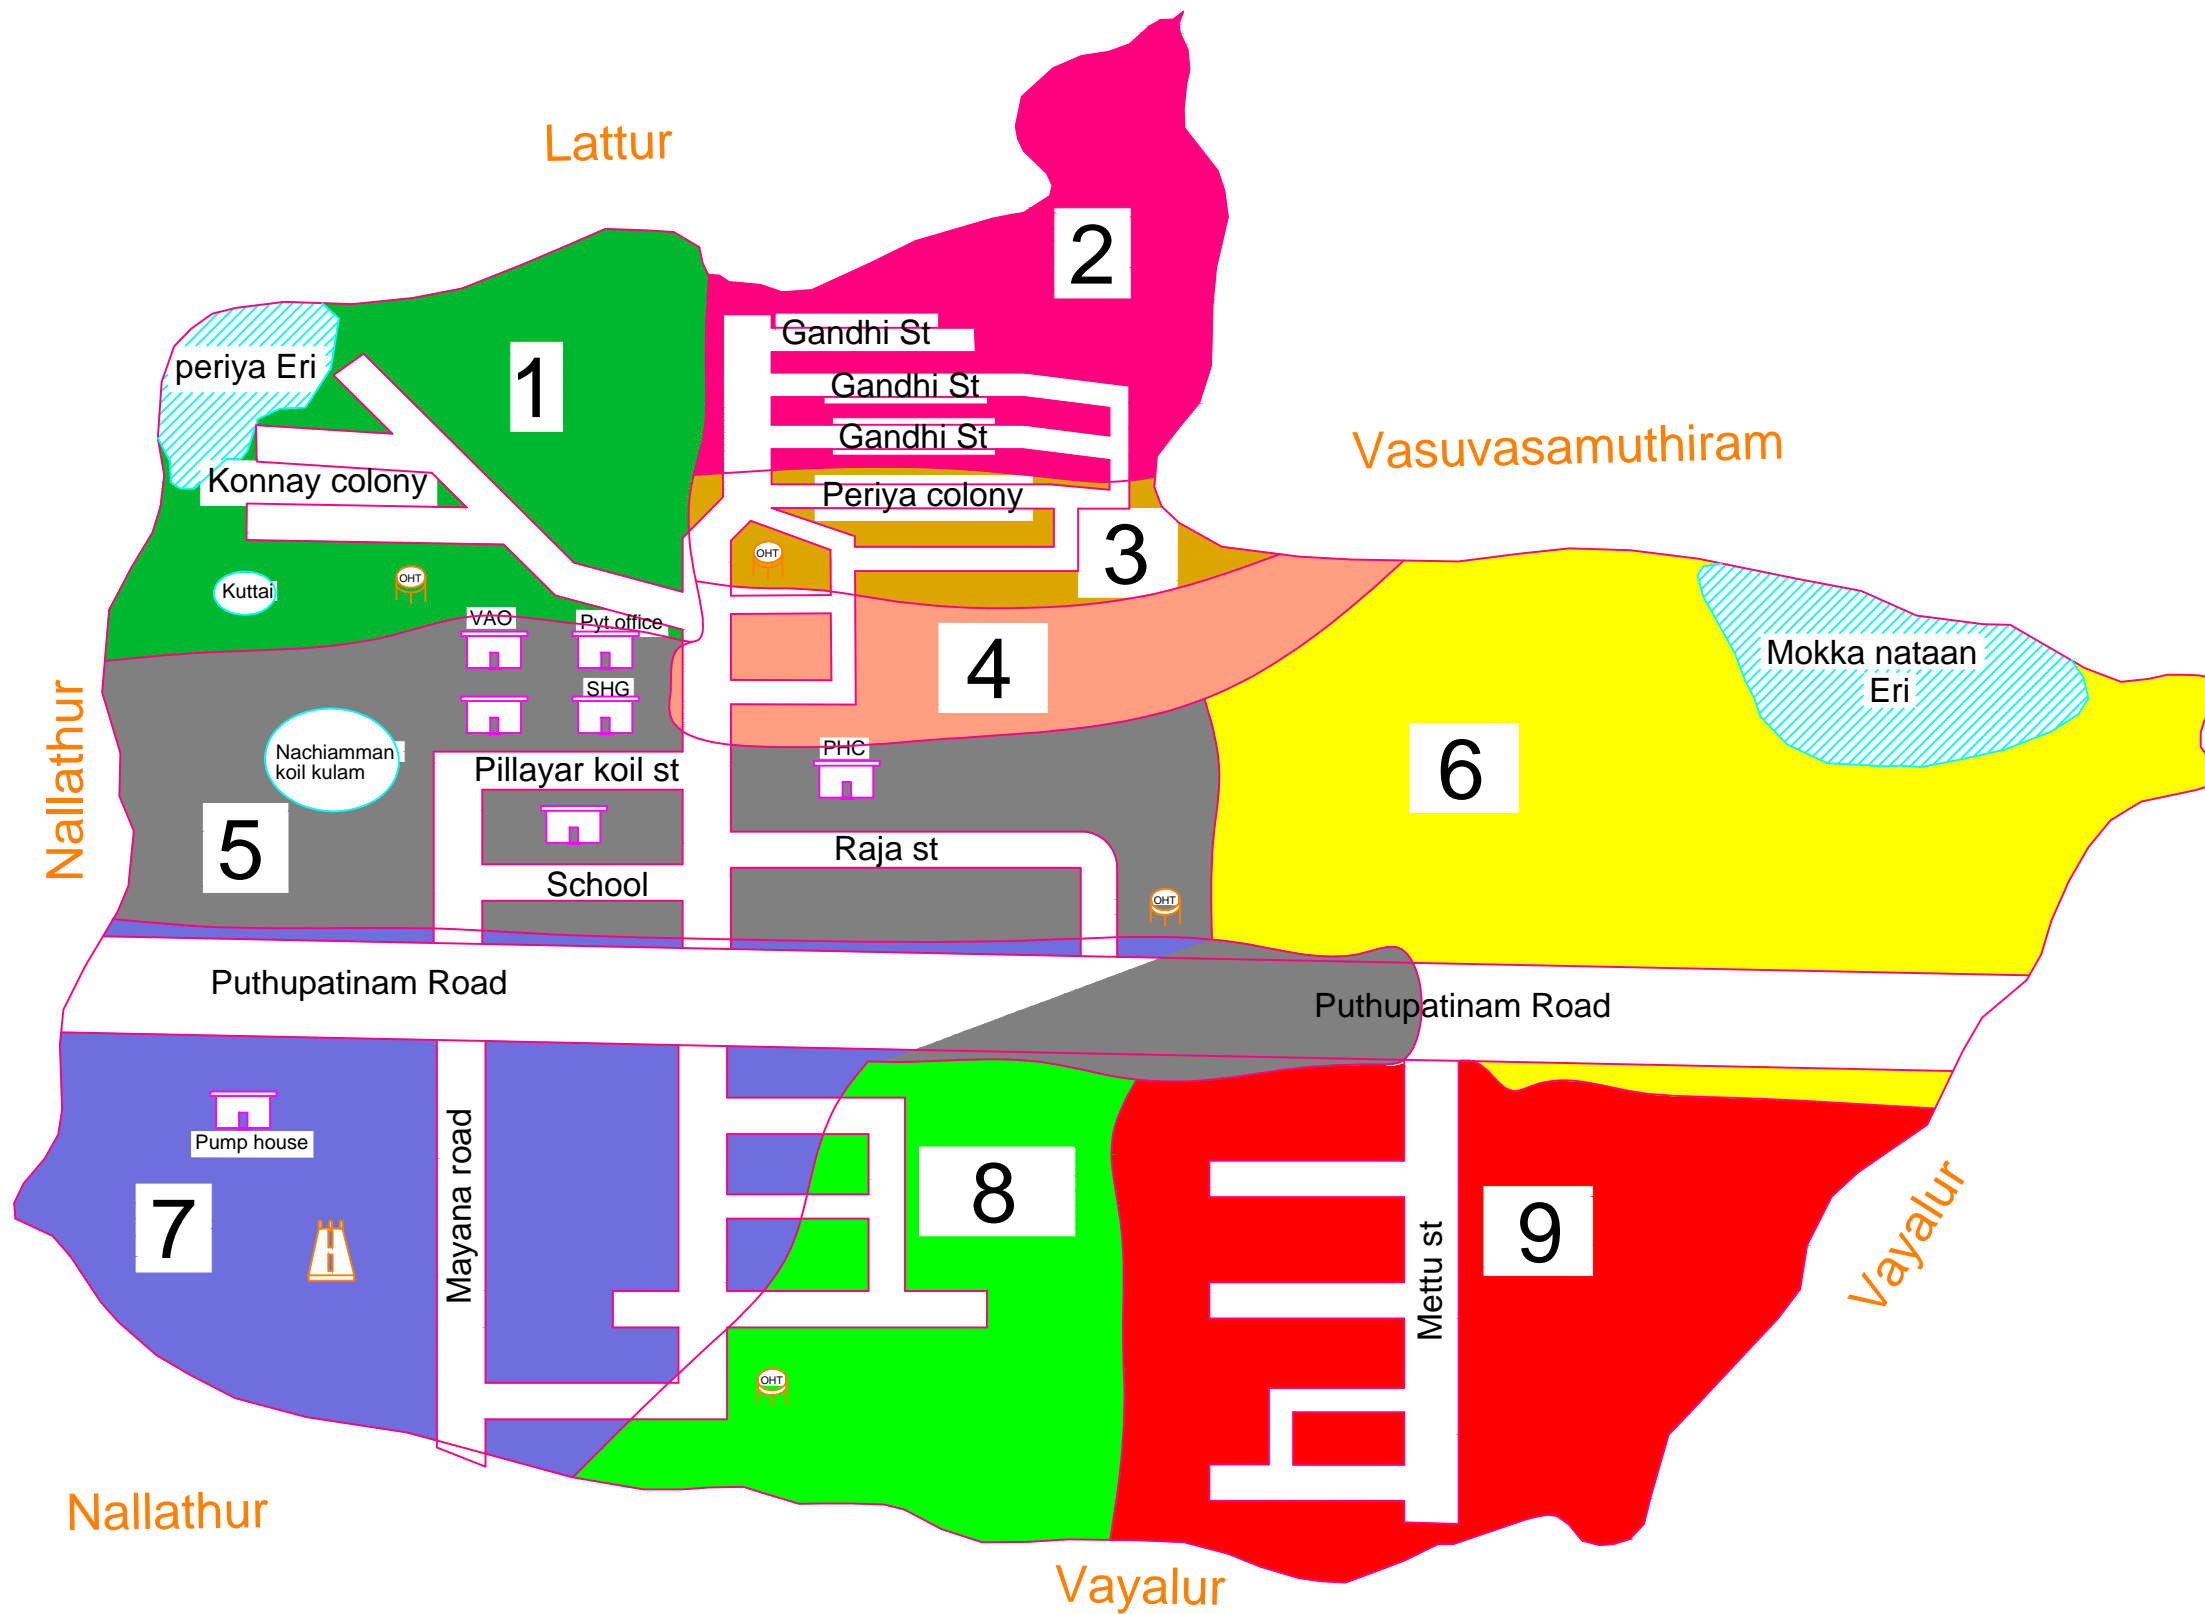 Lattur
2
Gandhi St
periya Eri
1
Gandhi St
Gandhi St
Vasuvasamuthiram
Konnay colony
Periya colony
OHT
3
OHT
Kuttai
VAO
Pyt.office
4
Mokka nataan
Eri
SHG
Nallathur
Nachiamman
koil kulam
PHC
Pillayar koil st
6
5
Raja st
School
OHT
Puthupatinam Road
Puthupatinam Road
Pump house
Mayana road
8
7
Mettu st
9
Vayalur
OHT
Nallathur
Vayalur